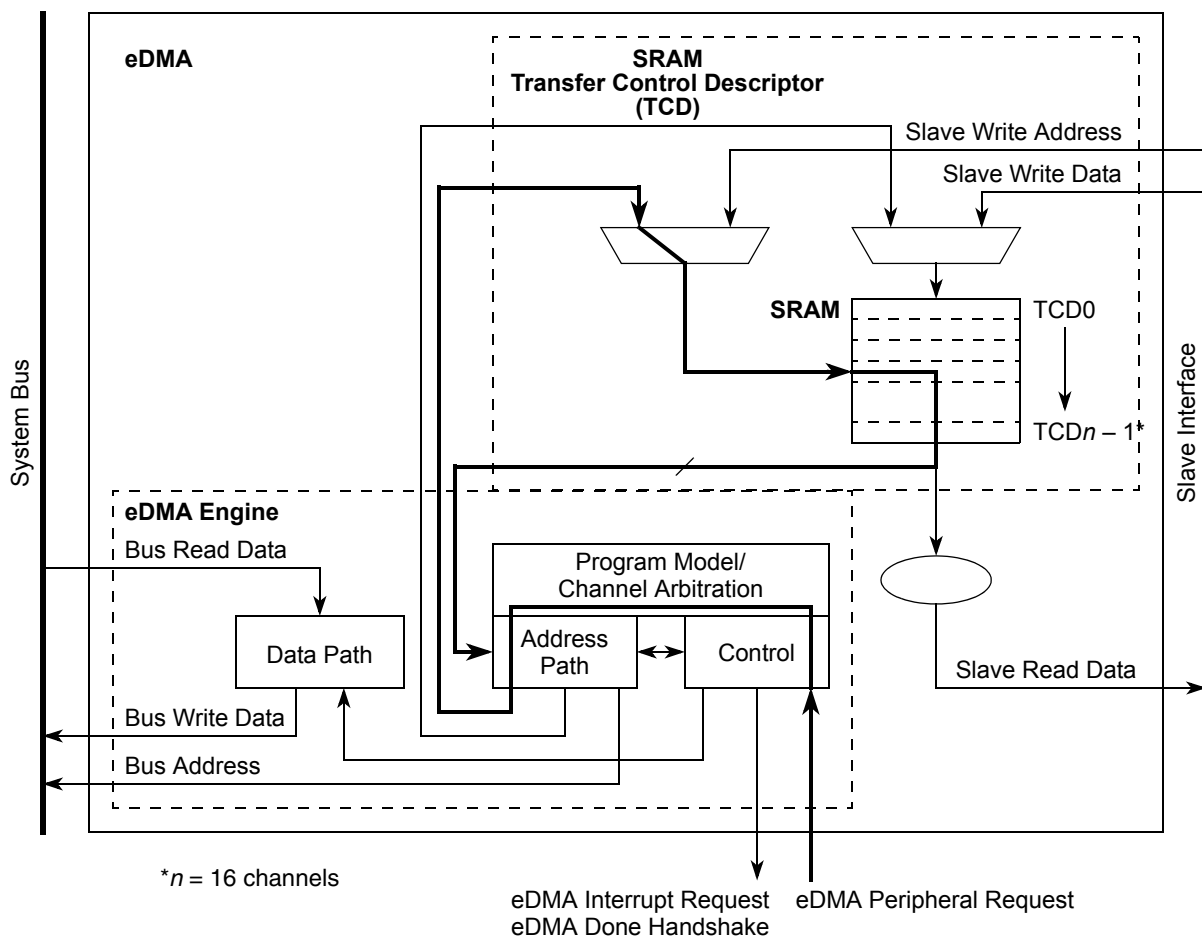 eDMA
SRAM
Transfer Control Descriptor
(TCD)
Slave Write Address
Slave Write Data
SRAM
TCD0
TCDn – 1*
System Bus
Slave Interface
eDMA Engine
Bus Read Data
Program Model/
Channel Arbitration
Data Path
Address
Path
Control
Slave Read Data
Bus Write Data
Bus Address
*n = 16 channels
eDMA Interrupt Request
eDMA Done Handshake
eDMA Peripheral Request